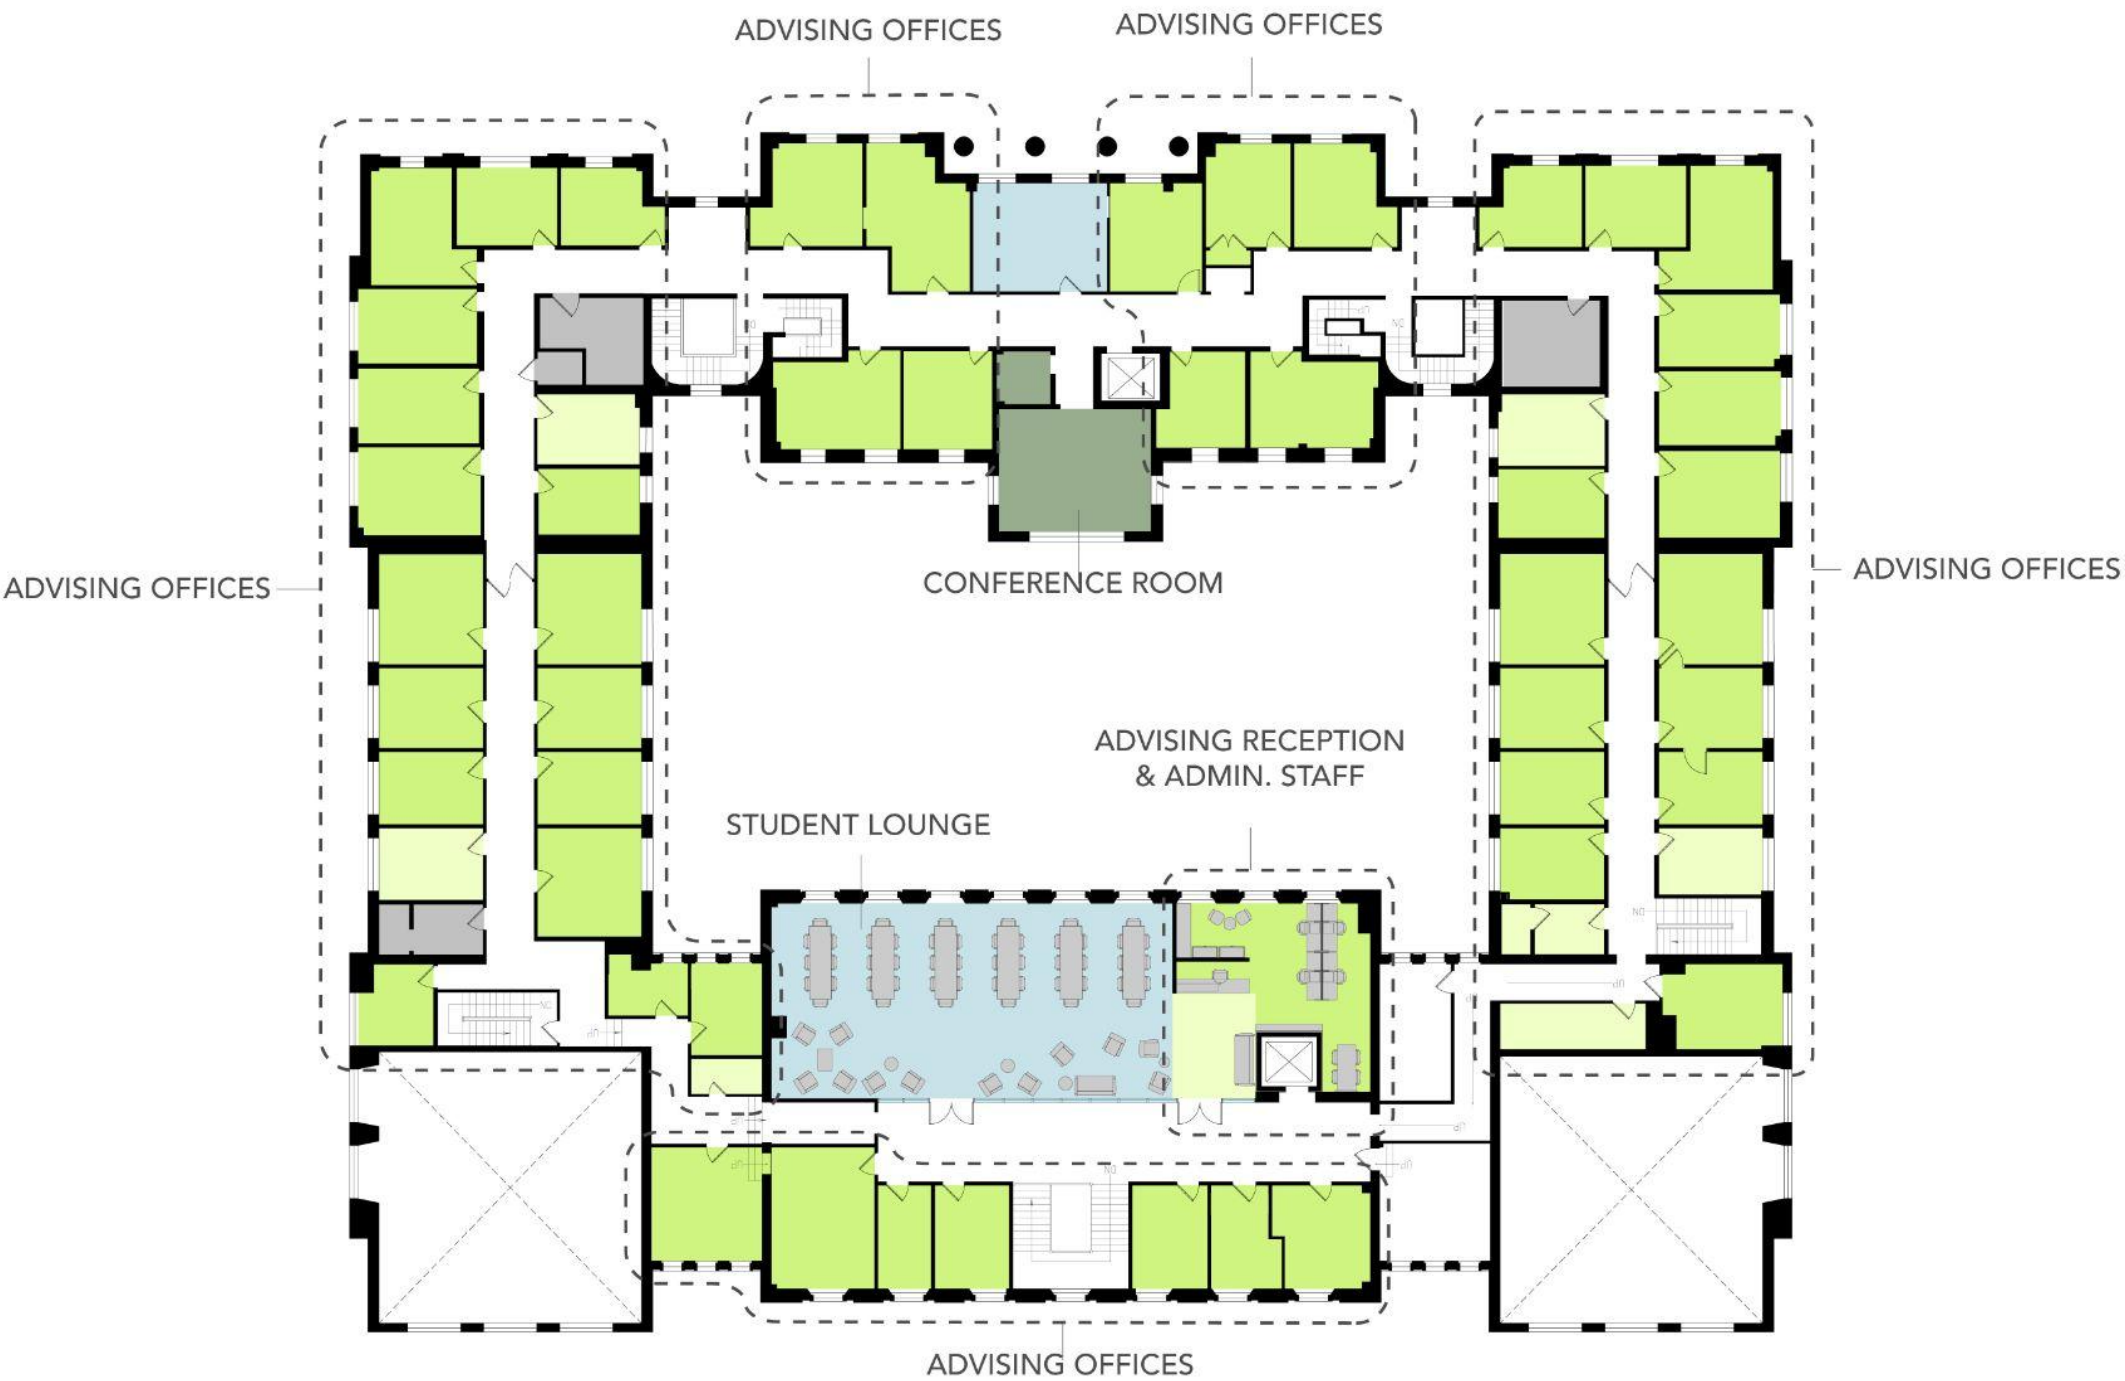 ADVISING OFFICES
ADVISING OFFICES
ADVISING OFFICES
CONFERENCE ROOM
ADVISING OFFICES
ADVISING RECEPTION
& ADMIN. STAFF
STUDENT LOUNGE
ADVISING OFFICES